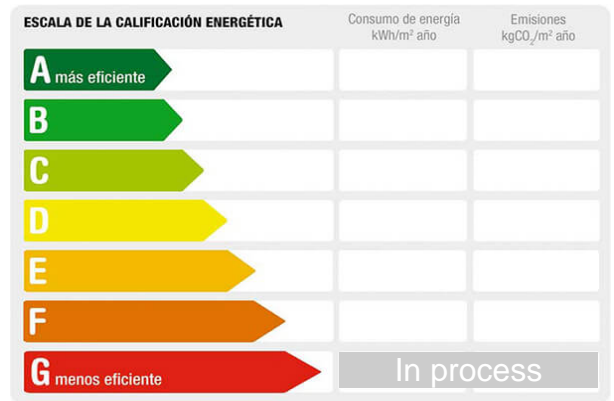 ESCALA DE LA CALIFICACIÓN ENERGÉTICA
Consumo de energía
kWh/m² año
Emisiones
kgCO₂/m² año
A más eficiente
B
C
D
E
F
G menos eficiente
In process